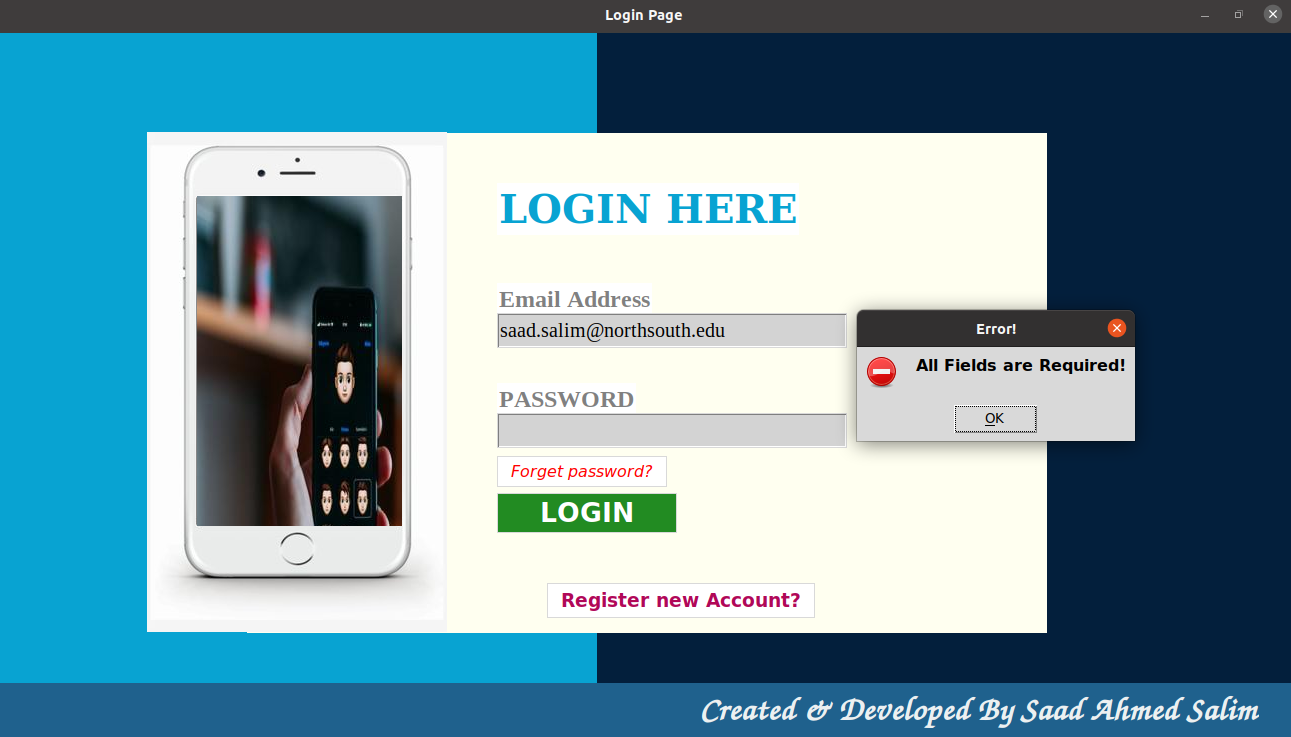 Login Page
LOGIN HERE
Email Address
saad.salim@northsouth.edu
Error!
All Fields are Required!
OK
PASSWORD
Forget password?
LOGIN
Register new Account?
Created & Developed By Saad Ahmed Salim